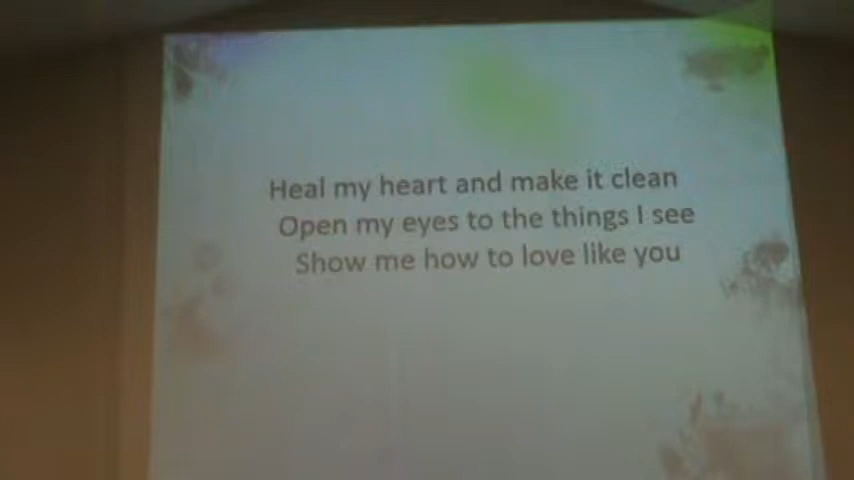 Heal my heart and make it clean
Open my eyes to the things I see
Show me how to love like you